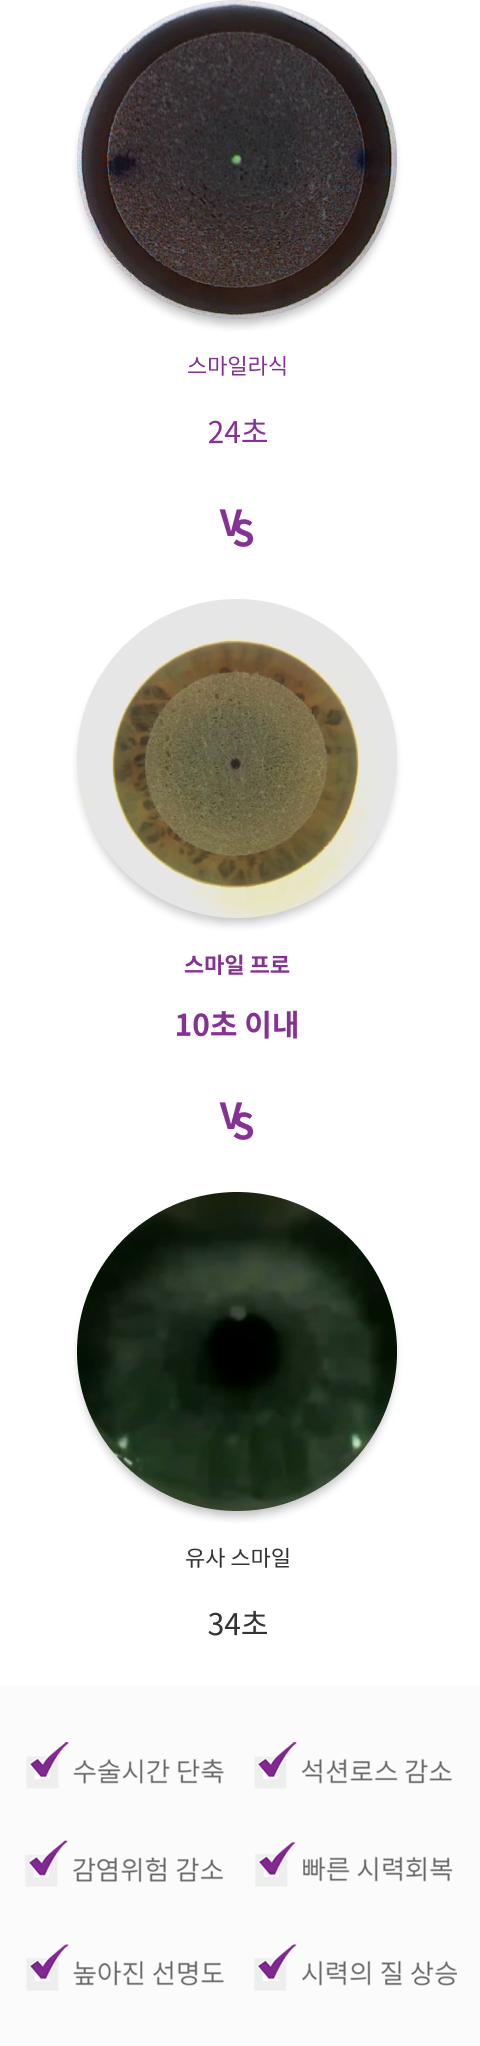 스마일라식
24초
VS
스마일 프로
10초 이내
VS
유사 스마일
34초
수술시간 단축
석션로스 감소
감염위험 감소
빠른 시력회복
높아진 선명도
시력의 질 상승